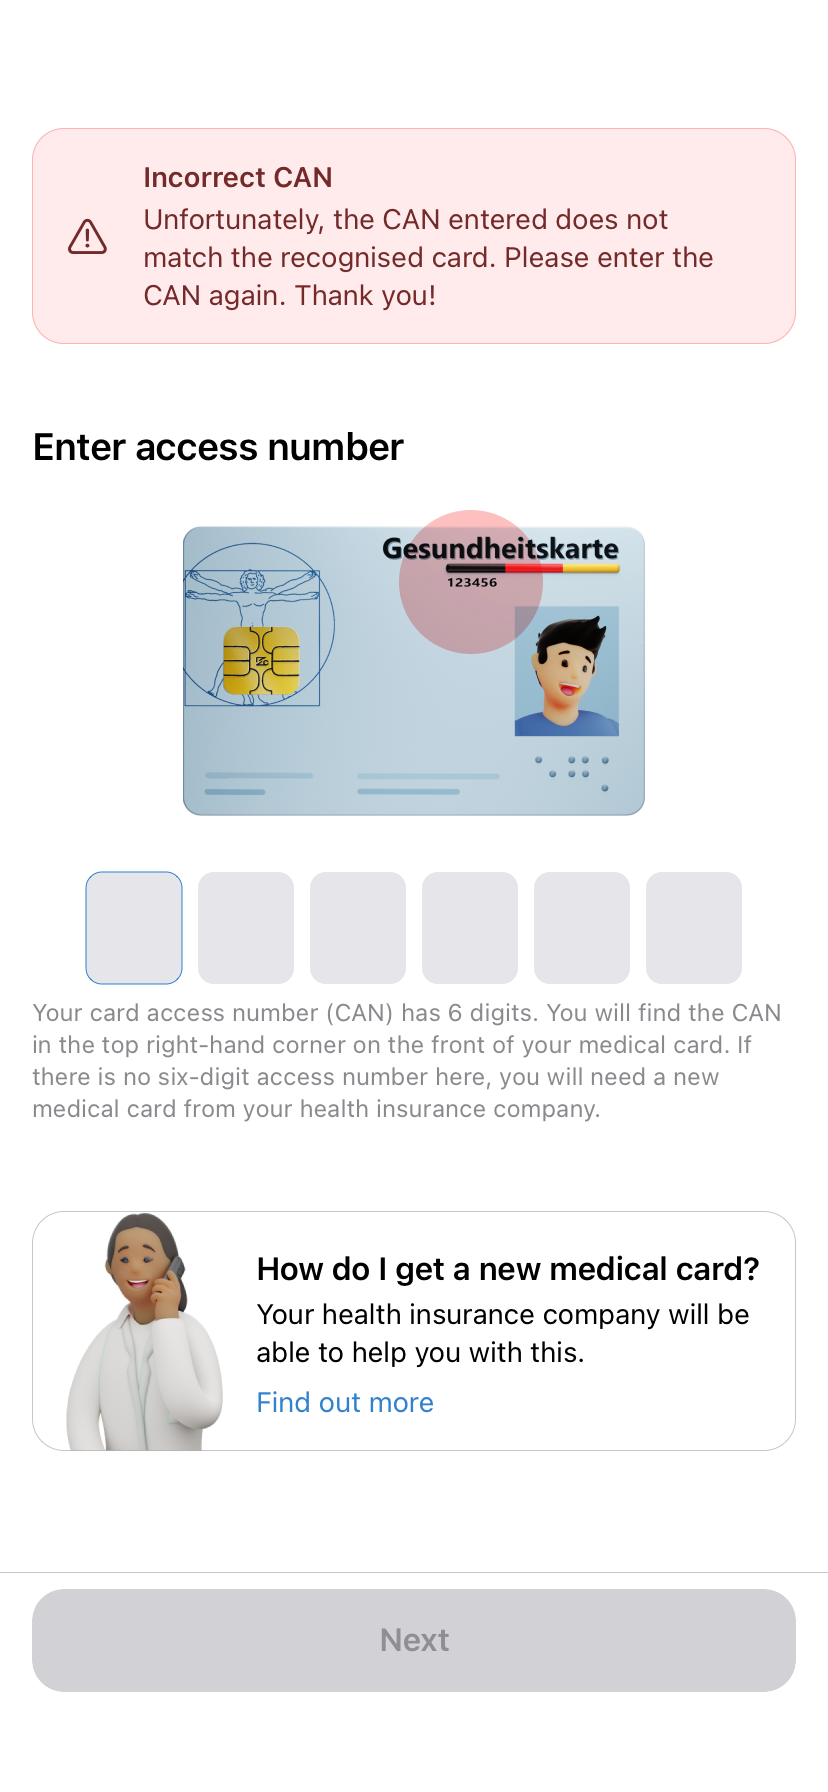 Incorrect CAN
Unfortunately, the CAN entered does not
match the recognised card. Please enter the
CAN again. Thank you!
Enter access number
Gesundheitskarte
123456
Your card access number (CAN) has 6 digits. You will find the CAN
in the top right-hand corner on the front of your medical card. If
there is no six-digit access number here, you will need a new
medical card from your health insurance company.
How do I get a new medical card?
Your health insurance company will be
able to help you with this.
Find out more
Next